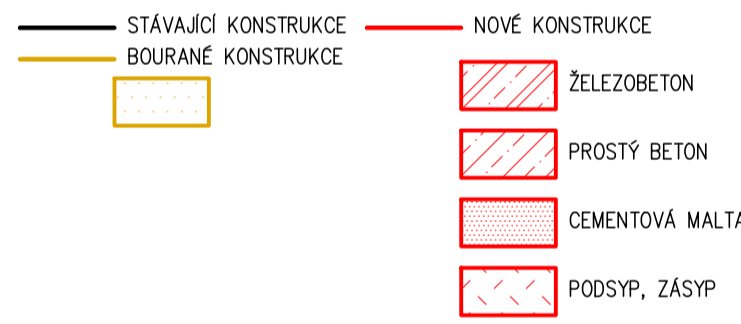 STÁVAJÍCÍ KONSTRUKCE
BOURANÉ KONSTRUKCE
NOVÉ KONSTRUKCE
ŽELEZOBETON
PROSTÝ BETON
CEMENTOVÁ MALTA
PODSYP, ZÁSYP